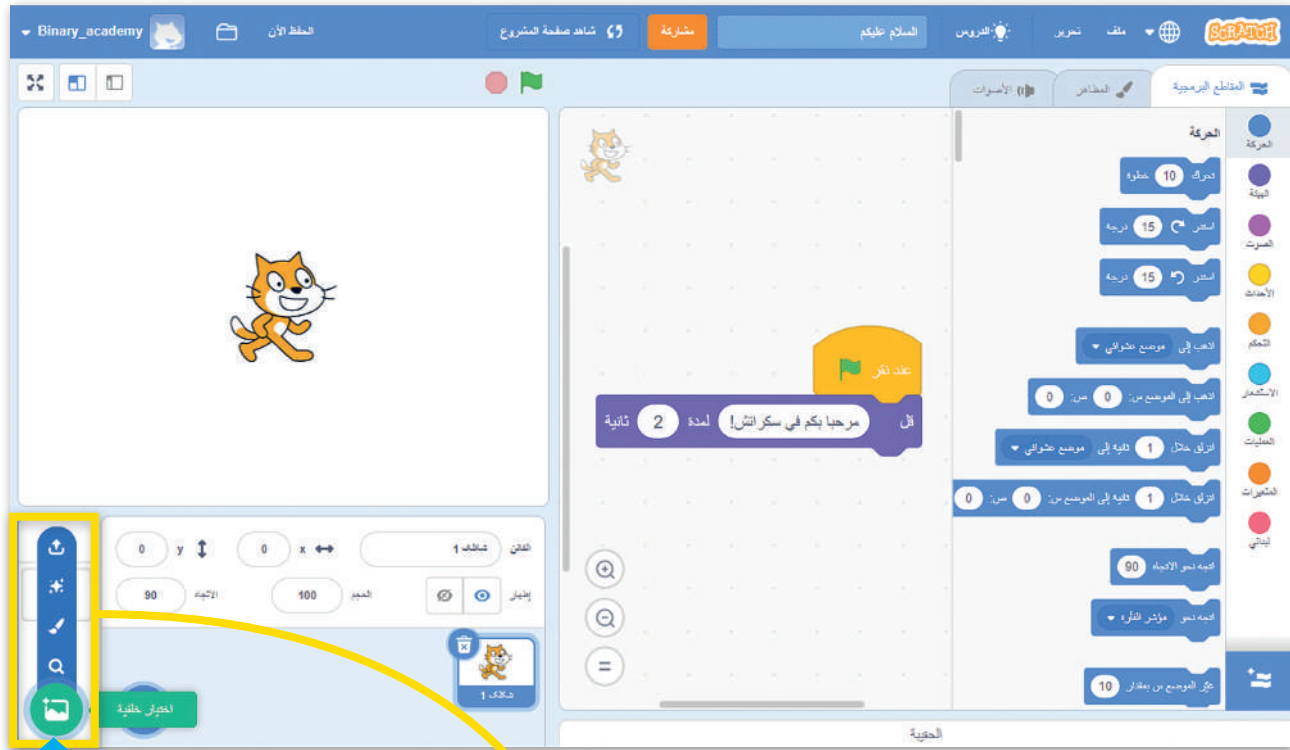 SCRATCH
ملف
تحرير
الدروس
السلام عليكم
مشاركة
شاهد صفحة المشروع
الحفظ الآن
Binary_academy
المقاطع البرمجية
المظاهر
الأصوات
الحركة
الحركة
الهيئة
الصوت
الأحداث
التحكم
الاستشعار
العمليات
المتغيرات
لبناتي
تحرك 10 خطوة
استدر 15 درجة
استدر 15 درجة
اذهب إلى موضع عشوائي
اذهب إلى الموضع س: 0 ص: 0
انزلق خلال 1 ثانية إلى موضع عشوائي
انزلق خلال 1 ثانية إلى الموضع س: 0 ص: 0
اتجه نحو الاتجاه 90
اتجه نحو مؤشر الفأرة
غيّر الموضع س بمقدار 10
عند نقر
قل مرحبا بكم في سكراتش! لمدة 2 ثانية
الكائن
x 0
y 0
إظهار
الحجم 100
الاتجاه 90
اختيار خلفية
الحقيبة